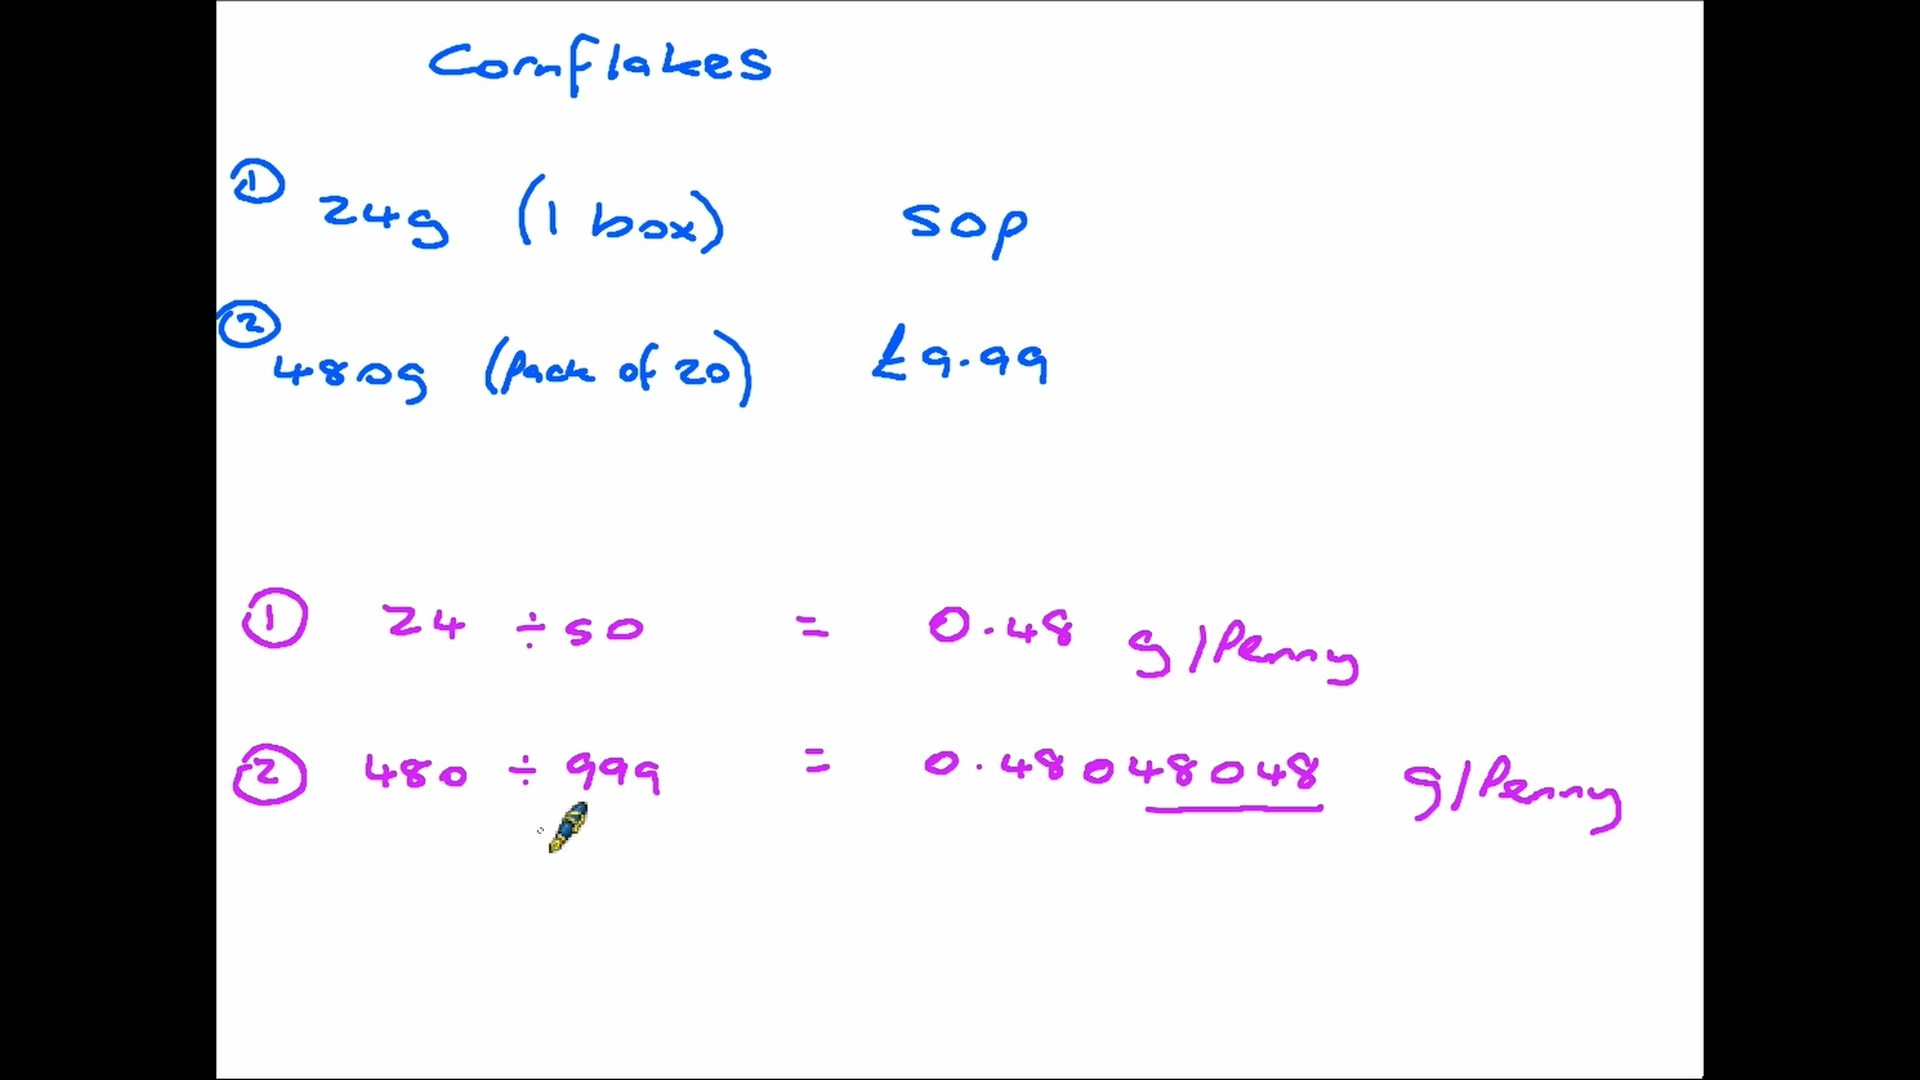 Cornflakes
① 24g (1 box) 50p
② 480g (Pack of 20) £9.99
① 24 ÷ 50 = 0.48 g/Penny
② 480 ÷ 999 = 0.48048048 g/Penny